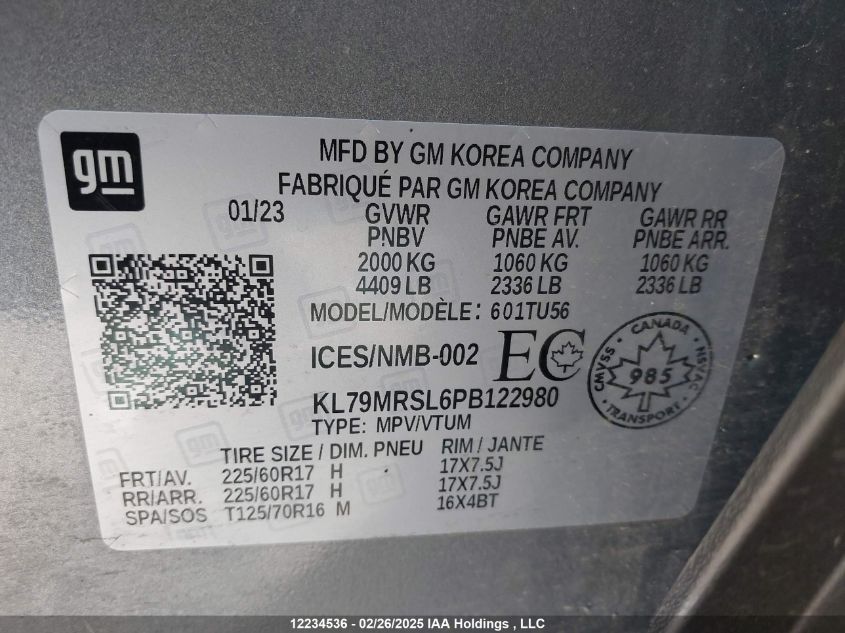 gm
MFD BY GM KOREA COMPANY
FABRIQUÉ PAR GM KOREA COMPANY
01/23 GVWR GAWR FRT GAWR RR
PNBV PNBE AV. PNBE ARR.
2000 KG 1060 KG 1060 KG
4409 LB 2336 LB 2336 LB
MODEL/MODÈLE: 601TU56
ICES/NMB-002 EC
CANADA
CMVSS 985 NSVAC
TRANSPORT
KL79MRSL6PB122980
TYPE: MPV/VTUM
TIRE SIZE / DIM. PNEU RIM / JANTE
FRT/AV. 225/60R17 H 17X7.5J
RR/ARR. 225/60R17 H 17X7.5J
SPA/SOS T125/70R16 M 16X4BT
12234536 - 02/26/2025 IAA Holdings , LLC